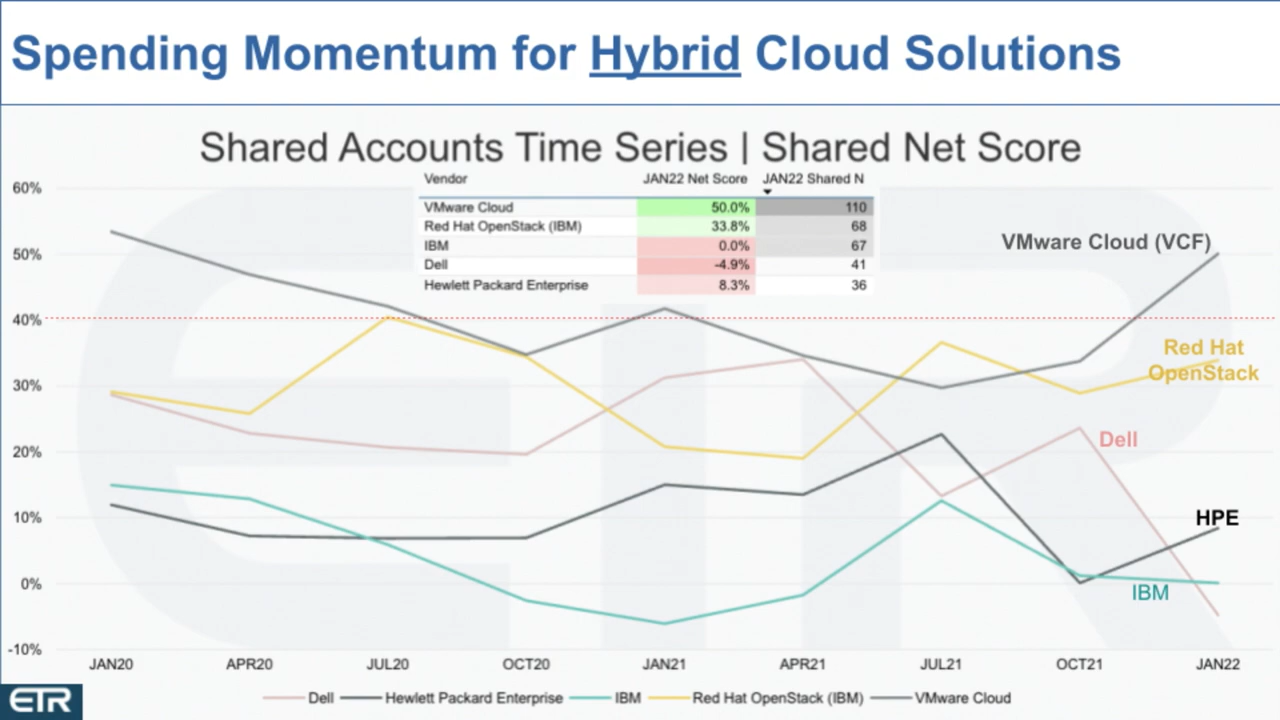 Spending Momentum for Hybrid Cloud Solutions
Shared Accounts Time Series | Shared Net Score
Vendor JAN22 Net Score JAN22 Shared N
VMware Cloud 50.0% 110
Red Hat OpenStack (IBM) 33.8% 68
IBM 0.0% 67
Dell -4.9% 41
Hewlett Packard Enterprise 8.3% 36
60%
50%
40%
30%
20%
10%
0%
-10%
VMware Cloud (VCF)
Red Hat
OpenStack
Dell
HPE
IBM
JAN20 APR20 JUL20 OCT20 JAN21 APR21 JUL21 OCT21 JAN22
Dell Hewlett Packard Enterprise IBM Red Hat OpenStack (IBM) VMware Cloud
ETR